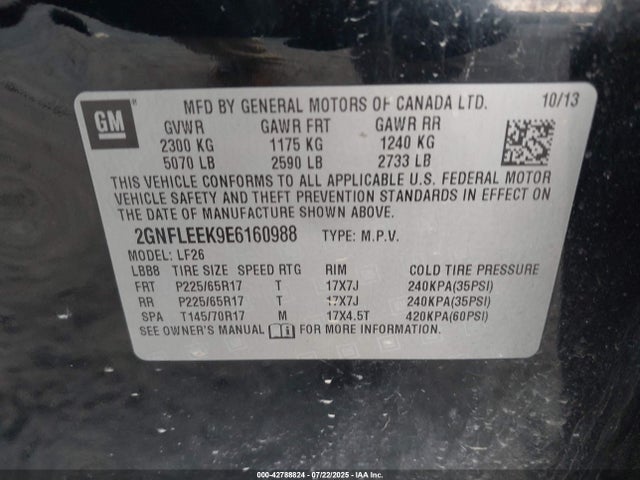 GM ®
MFD BY GENERAL MOTORS OF CANADA LTD. 10/13
GVWR GAWR FRT GAWR RR
2300 KG 1175 KG 1240 KG
5070 LB 2590 LB 2733 LB
THIS VEHICLE CONFORMS TO ALL APPLICABLE U.S. FEDERAL MOTOR
VEHICLE SAFETY AND THEFT PREVENTION STANDARDS IN EFFECT ON
THE DATE OF MANUFACTURE SHOWN ABOVE.
2GNFLEEK9E6160988 TYPE: M.P.V.
MODEL: LF26
LBB8 TIRE SIZE SPEED RTG RIM COLD TIRE PRESSURE
FRT P225/65R17 T 17X7J 240KPA(35PSI)
RR P225/65R17 T 17X7J 240KPA(35PSI)
SPA T145/70R17 M 17X4.5T 420KPA(60PSI)
SEE OWNER'S MANUAL FOR MORE INFORMATION.
000-42788824 | 07/22/2025 | IAA Inc.